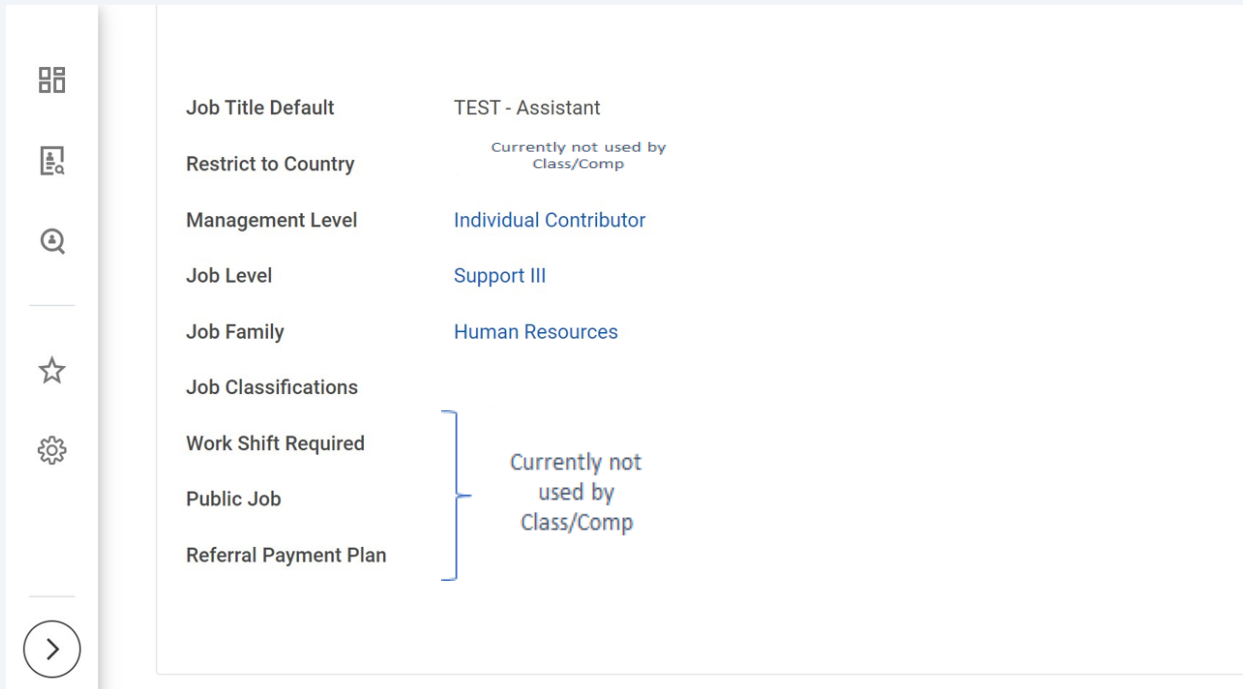 Job Title Default TEST - Assistant
Restrict to Country Currently not used by
Class/Comp
Management Level Individual Contributor
Job Level Support III
Job Family Human Resources
Job Classifications
Work Shift Required
Public Job
Referral Payment Plan
Currently not
used by
Class/Comp